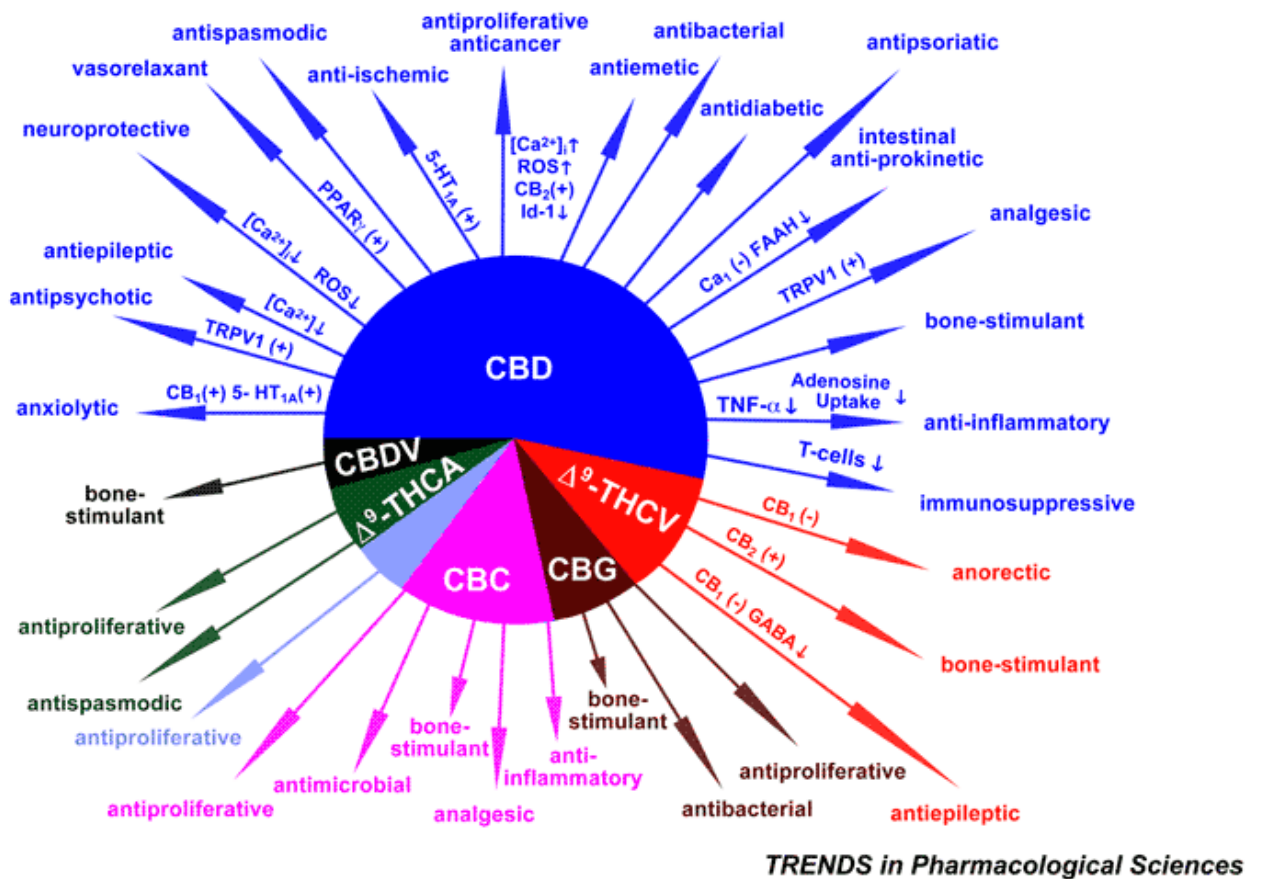 antiproliferative
anticancer
antispasmodic
antibacterial
antipsoriatic
vasorelaxant
anti-ischemic
antiemetic
antidiabetic
neuroprotective
intestinal
anti-prokinetic
5-HT1A (+)
[Ca²⁺]i↑
ROS↑
CB₂(+)
Id-1↓
PPARγ (+)
analgesic
[Ca²⁺]i↓ ROS↓
Ca₁ (-) FAAH↓
TRPV1 (+)
antiepileptic
[Ca²⁺]↓
antipsychotic
TRPV1 (+)
bone-stimulant
CBD
anxiolytic
CB₁(+) 5- HT1A(+)
TNF-α↓
Adenosine
Uptake ↓
anti-inflammatory
T-cells ↓
immunosuppressive
CBDV
Δ⁹-THCA
Δ⁹-THCV
CBC
CBG
bone-
stimulant
CB₁ (-)
anorectic
CB₂ (+)
CB₁ (-) GABA↓
bone-stimulant
antiproliferative
antispasmodic
antiproliferative
bone-
stimulant
bone-
stimulant
anti-
inflammatory
antiproliferative
antimicrobial
analgesic
antiproliferative
antibacterial
antiepileptic
TRENDS in Pharmacological Sciences